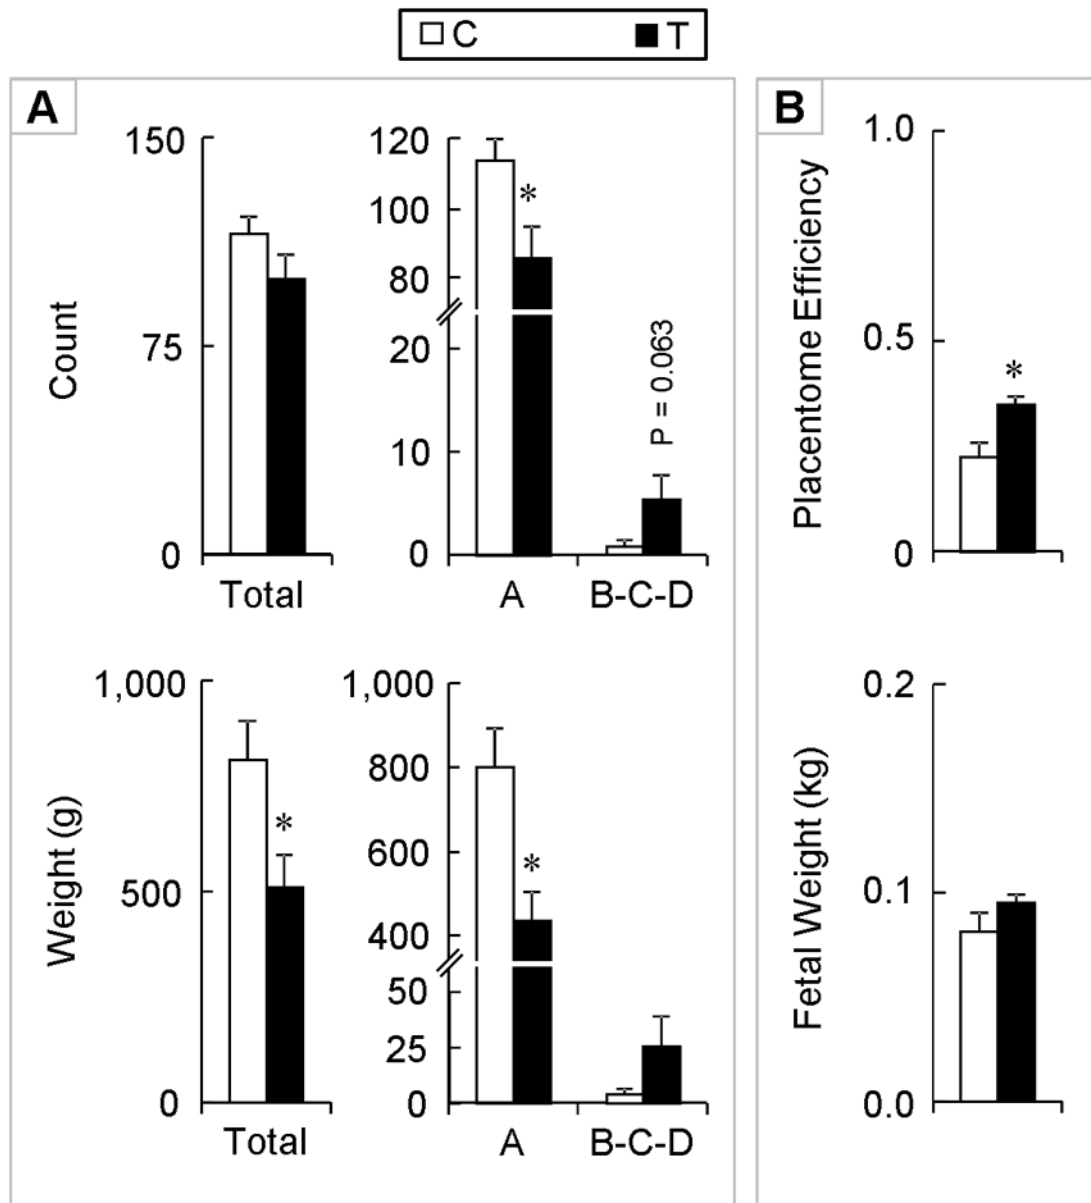 C T
A
150
75
0
Count
Total
120
100
80
20
10
0
*
P = 0.063
A B-C-D
1,000
500
0
Weight (g)
*
Total
1,000
800
600
400
50
25
0
*
A B-C-D
B
1.0
0.5
0
Placentome Efficiency
*
0.2
0.1
0.0
Fetal Weight (kg)